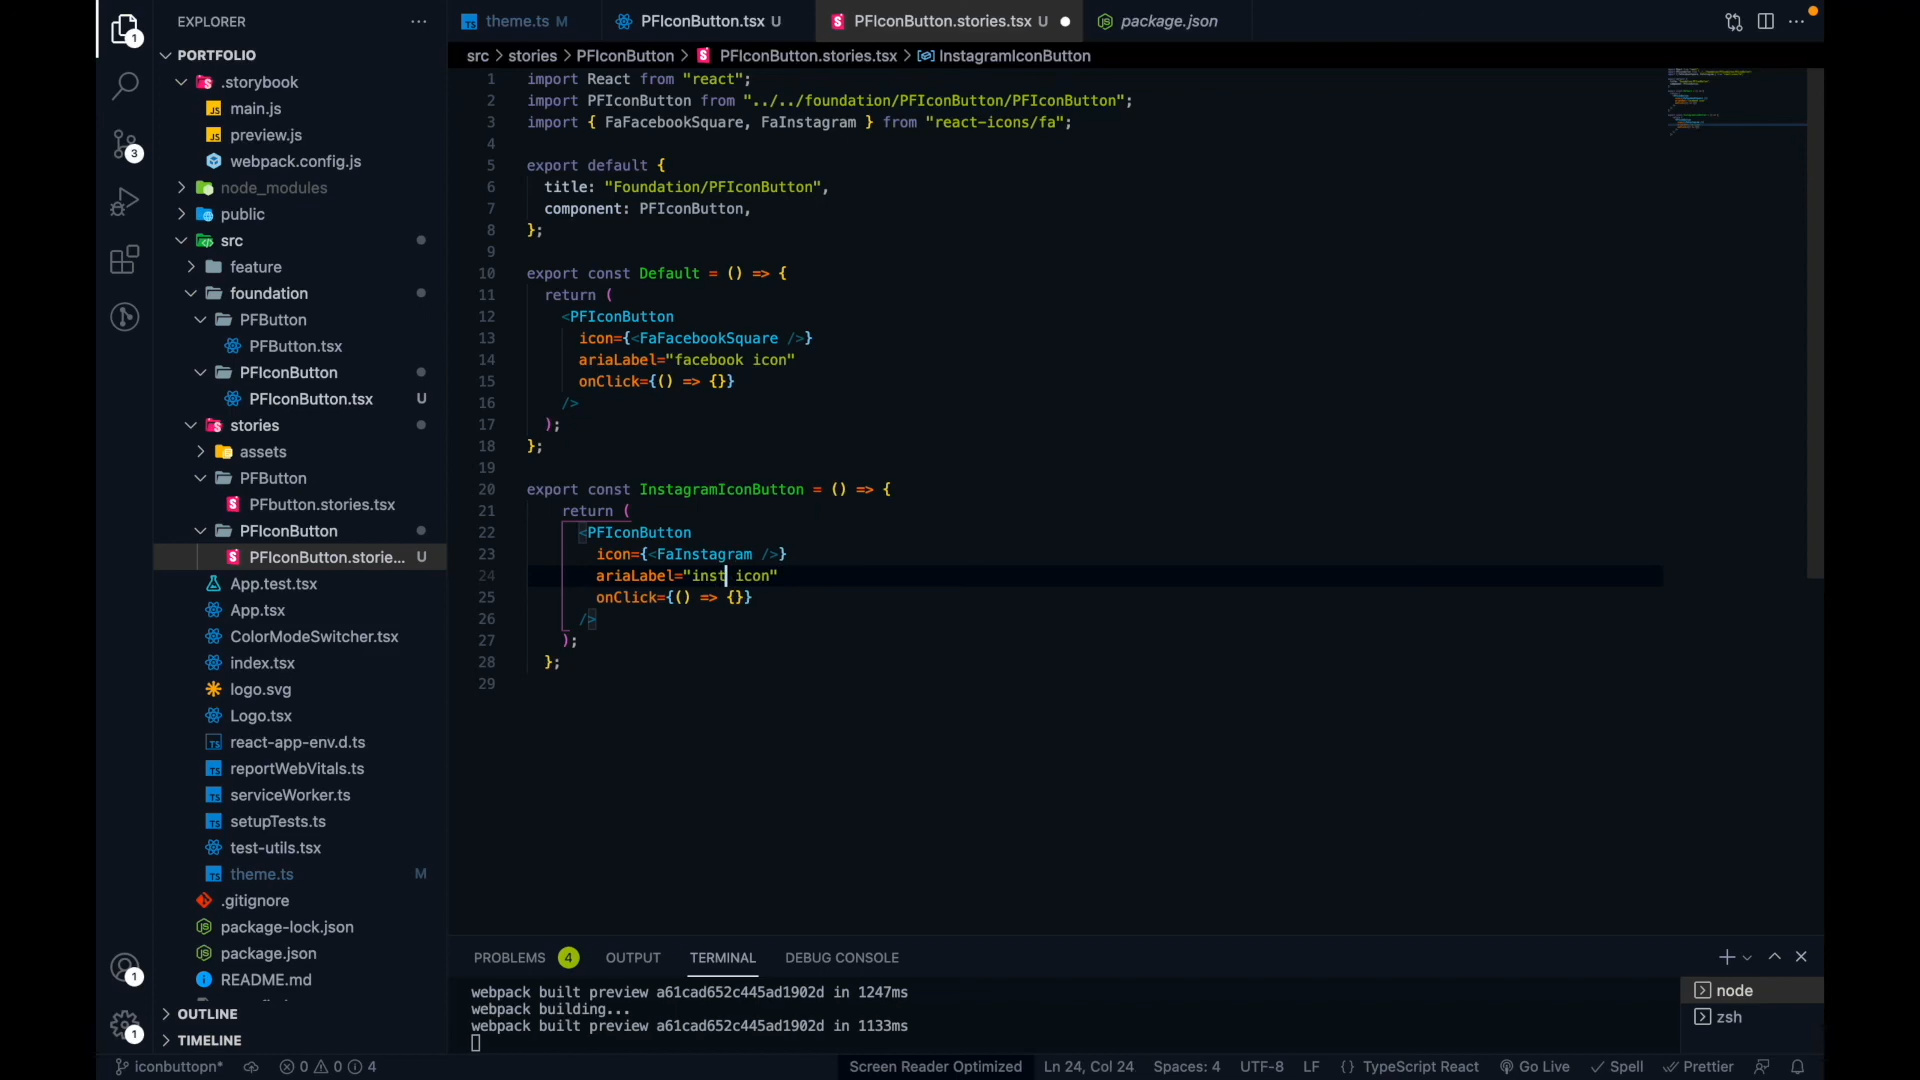 EXPLORER
theme.ts M
PFIconButton.tsx U
PFIconButton.stories.tsx U
package.json
src > stories > PFIconButton > PFIconButton.stories.tsx > InstagramIconButton
1
3
1
1
PORTFOLIO
.storybook
main.js
preview.js
webpack.config.js
node_modules
public
src
feature
foundation
PFButton
PFButton.tsx
PFIconButton
PFIconButton.tsx U
stories
assets
PFButton
PFbutton.stories.tsx
PFIconButton
PFIconButton.storie... U
App.test.tsx
App.tsx
ColorModeSwitcher.tsx
index.tsx
logo.svg
Logo.tsx
react-app-env.d.ts
reportWebVitals.ts
serviceWorker.ts
setupTests.ts
test-utils.tsx
theme.ts M
.gitignore
package-lock.json
package.json
README.md
OUTLINE
TIMELINE
1 import React from "react";
2 import PFIconButton from "../../foundation/PFIconButton/PFIconButton";
3 import { FaFacebookSquare, FaInstagram } from "react-icons/fa";
4
5 export default {
6 title: "Foundation/PFIconButton",
7 component: PFIconButton,
8 };
9
10 export const Default = () => {
11 return (
12 <PFIconButton
13 icon={<FaFacebookSquare />}
14 ariaLabel="facebook icon"
15 onClick={() => {}}
16 />
17 );
18 };
19
20 export const InstagramIconButton = () => {
21 return (
22 <PFIconButton
23 icon={<FaInstagram />}
24 ariaLabel="inst icon"
25 onClick={() => {}}
26 />
27 );
28 };
29
PROBLEMS 4 OUTPUT TERMINAL DEBUG CONSOLE
webpack built preview a61cad652c445ad1902d in 1247ms
webpack building...
webpack built preview a61cad652c445ad1902d in 1133ms
node
zsh
iconbuttopn* 0 0 4 Screen Reader Optimized Ln 24, Col 24 Spaces: 4 UTF-8 LF {} TypeScript React Go Live Spell Prettier